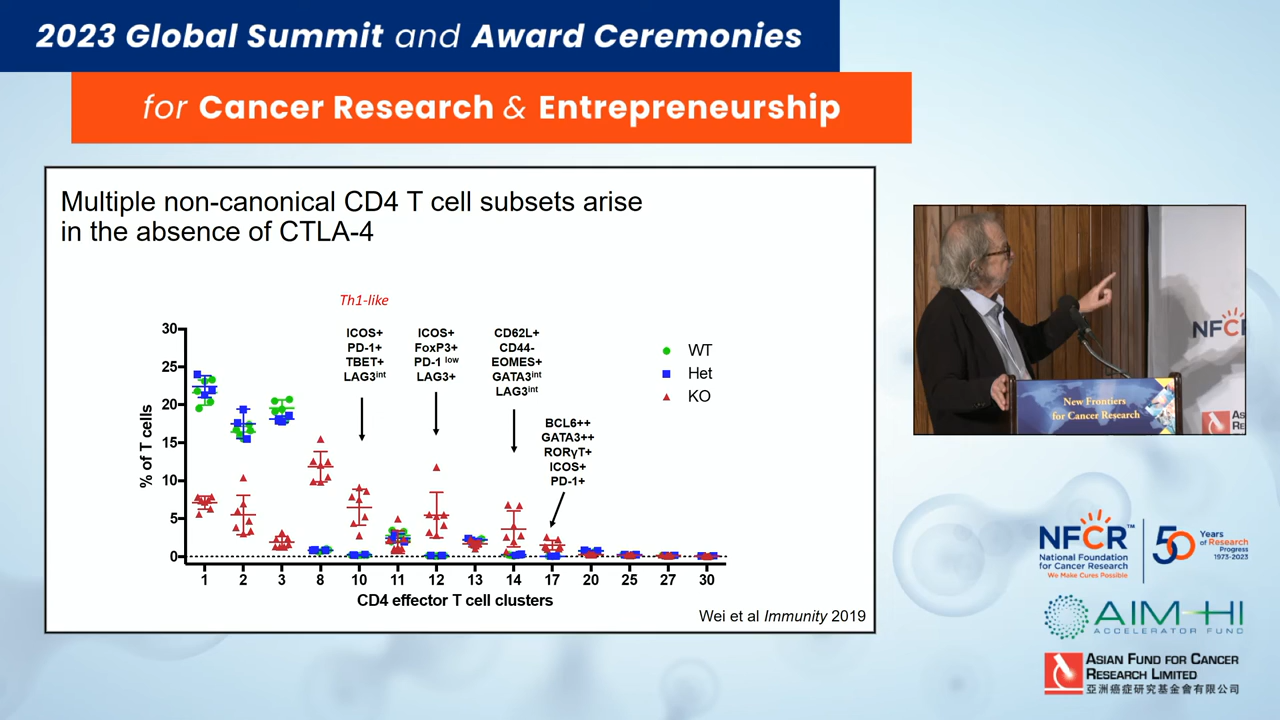 2023 Global Summit and Award Ceremonies
for Cancer Research & Entrepreneurship
Multiple non-canonical CD4 T cell subsets arise
in the absence of CTLA-4
Th1-like
ICOS+
PD-1+
TBET+
LAG3int
ICOS+
FoxP3+
PD-1 low
LAG3+
CD62L+
CD44-
EOMES+
GATA3int
LAG3int
BCL6++
GATA3++
RORγT+
ICOS+
PD-1+
WT
Het
KO
% of T cells
30
25
20
15
10
5
0
1 2 3 8 10 11 12 13 14 17 20 25 27 30
CD4 effector T cell clusters
Wei et al Immunity 2019
NFC
New Frontiers
for Cancer Research
As
Re
NFCR™
National Foundation
for Cancer Research
We Make Cures Possible
50 Years
of Research
Progress
1973-2023
AIM-HI
ACCELERATOR FUND
Asian Fund for Cancer
Research Limited
亞洲癌症研究基金會有限公司